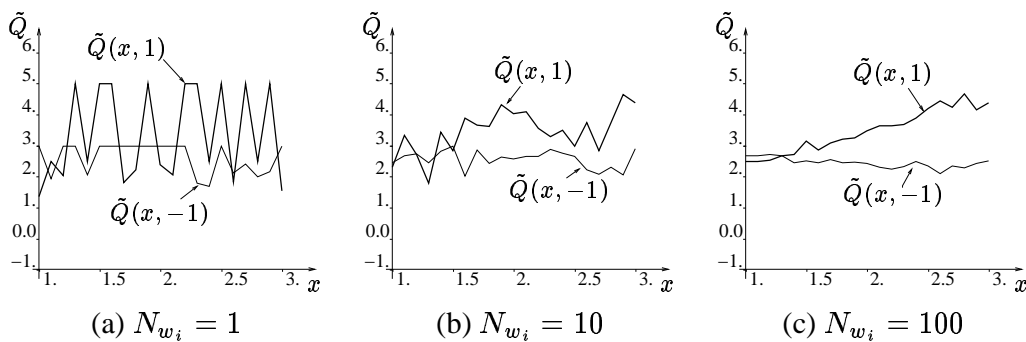 Q̃
6.
5.
4.
3.
2.
1.
0.0
−1.
1.
1.5
2.
2.5
3.
x
Q̃(x, 1)
Q̃(x, −1)
(a) N_{w_i} = 1
Q̃
6.
5.
4.
3.
2.
1.
0.0
−1.
1.
1.5
2.
2.5
3.
x
Q̃(x, 1)
Q̃(x, −1)
(b) N_{w_i} = 10
Q̃
6.
5.
4.
3.
2.
1.
0.0
−1.
1.
1.5
2.
2.5
3.
x
Q̃(x, 1)
Q̃(x, −1)
(c) N_{w_i} = 100